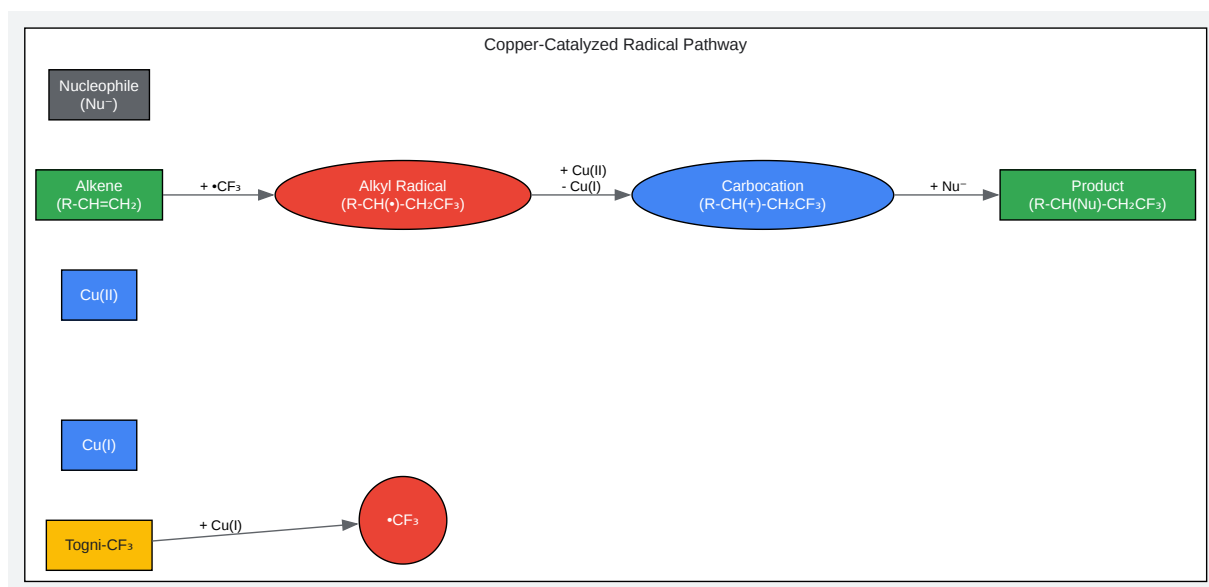 Copper-Catalyzed Radical Pathway
Nucleophile
(Nu⁻)
Alkene
(R-CH=CH₂)
+ •CF₃
Alkyl Radical
(R-CH(•)-CH₂CF₃)
+ Cu(II)
- Cu(I)
Carbocation
(R-CH(+)-CH₂CF₃)
+ Nu⁻
Product
(R-CH(Nu)-CH₂CF₃)
Cu(II)
Cu(I)
Togni-CF₃
+ Cu(I)
•CF₃